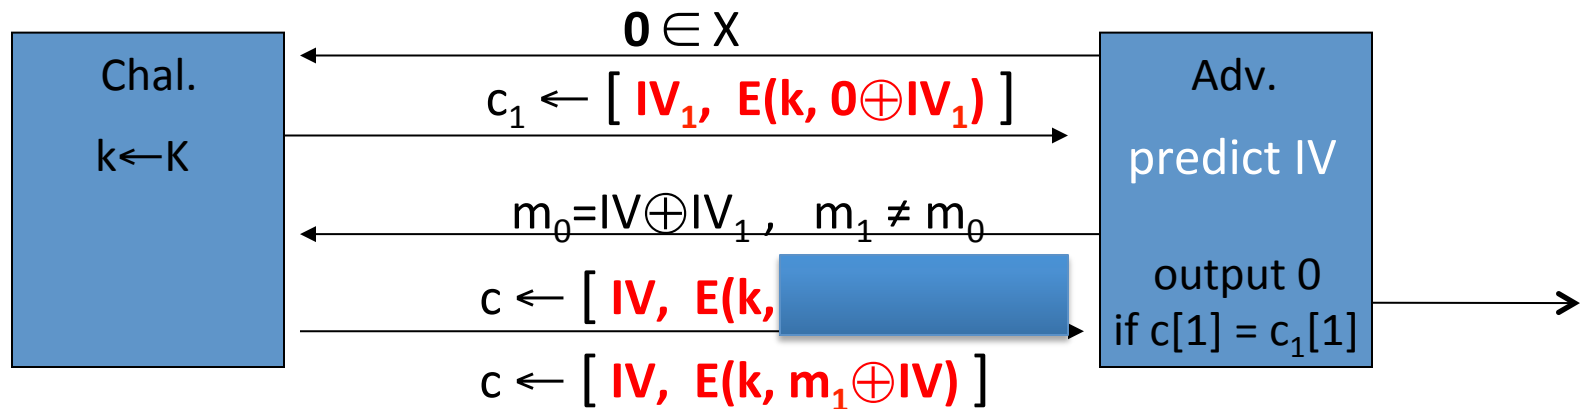 Chal.
k←K
0 ∈ X
c₁ ← [ IV₁, E(k, 0⊕IV₁) ]
m₀=IV⊕IV₁ , m₁ ≠ m₀
c ← [ IV, E(k,
c ← [ IV, E(k, m₁⊕IV) ]
Adv.
predict IV
output 0
if c[1] = c₁[1]